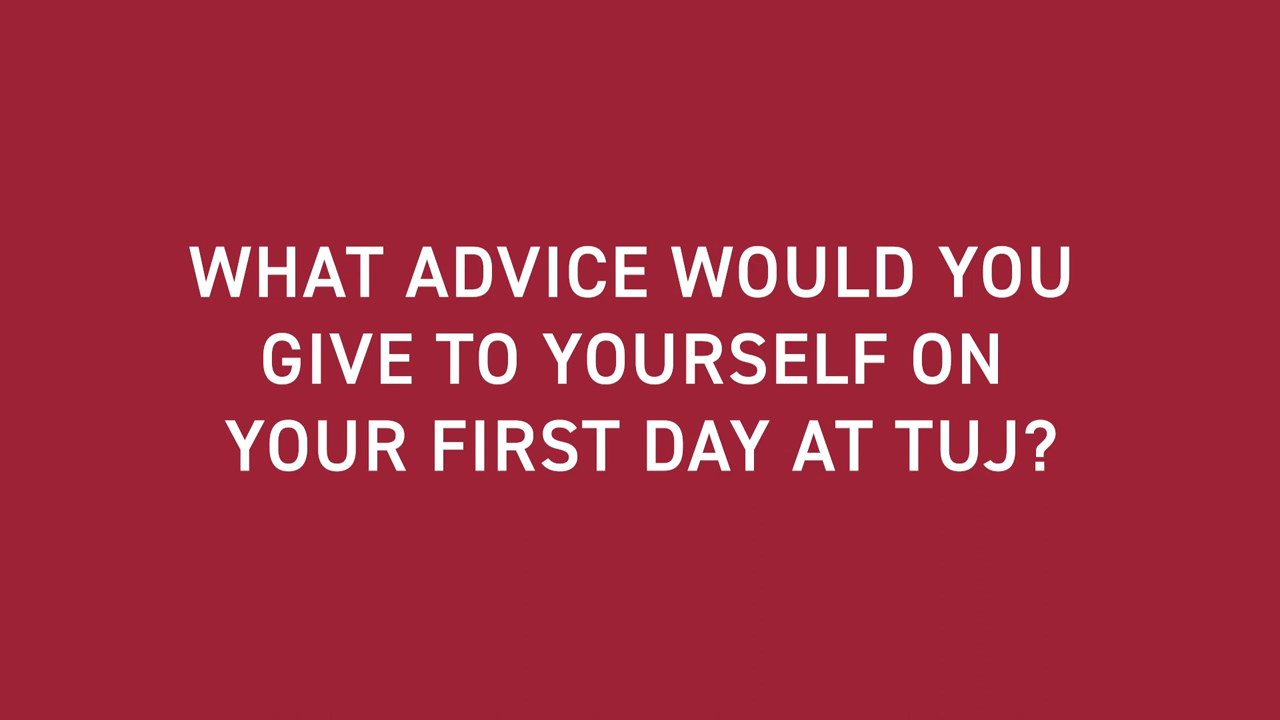 WHAT ADVICE WOULD YOU
GIVE TO YOURSELF ON
YOUR FIRST DAY AT TUJ?